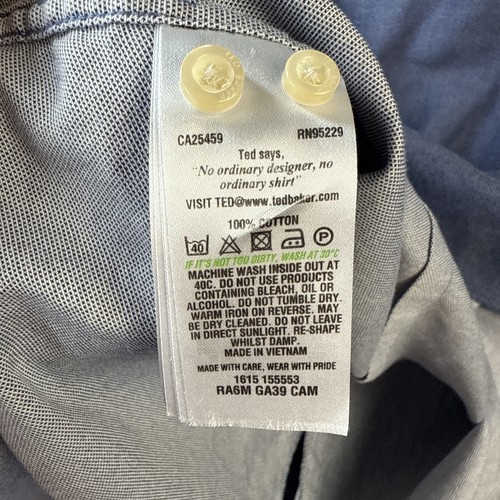 CA25459 RN95229
Ted says,
"No ordinary designer, no
ordinary shirt"
VISIT TED@www.tedbaker.com
100% COTTON
40 P
IF IT'S NOT TOO DIRTY, WASH AT 30°C
MACHINE WASH INSIDE OUT AT
40C. DO NOT USE PRODUCTS
CONTAINING BLEACH, OIL OR
ALCOHOL. DO NOT TUMBLE DRY.
WARM IRON ON REVERSE. MAY
BE DRY CLEANED. DO NOT LEAVE
IN DIRECT SUNLIGHT. RE-SHAPE
WHILST DAMP.
MADE IN VIETNAM
MADE WITH CARE, WEAR WITH PRIDE
1615 155553
RA6M GA39 CAM